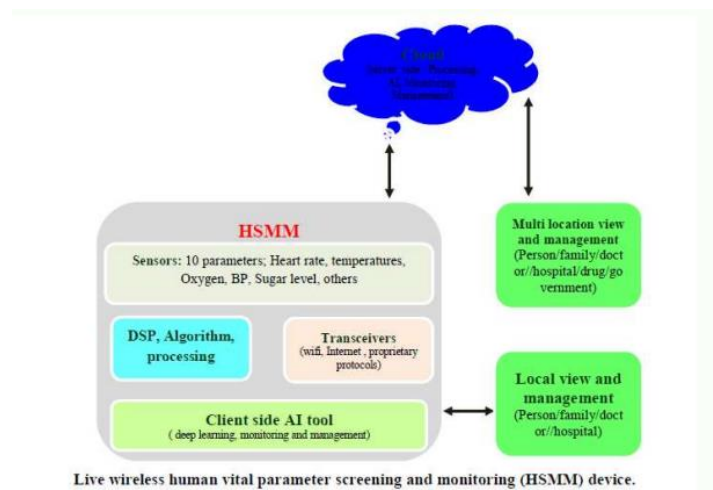 Cloud
HSMM
Sensors: 10 parameters; Heart rate, temperatures,
Oxygen, BP, Sugar level, others
DSP, Algorithm,
processing
Transceivers
(wifi, Internet , proprietary
protocols)
Client side AI tool
( deep learning, monitoring and management)
Multi location view
and management
(Person/family/doct
or//hospital/drug/go
vernment)
Local view and
management
(Person/family/doct
or//hospital)
Live wireless human vital parameter screening and monitoring (HSMM) device.